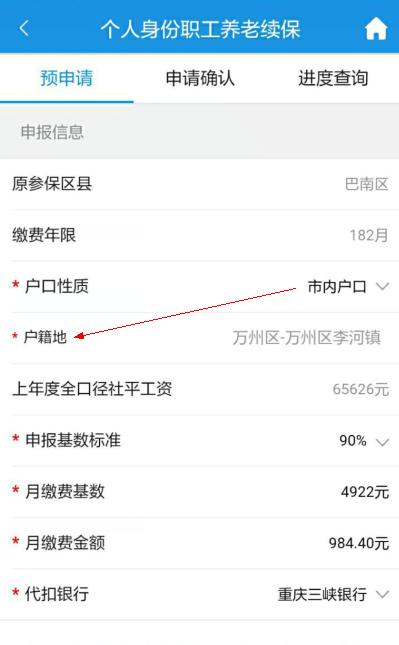 个人身份职工养老续保
预申请 申请确认 进度查询
申报信息
原参保区县 巴南区
缴费年限 182月
* 户口性质 市内户口
* 户籍地 万州区-万州区李河镇
上年度全口径社平工资 65626元
* 申报基数标准 90%
* 月缴费基数 4922元
* 月缴费金额 984.40元
* 代扣银行 重庆三峡银行